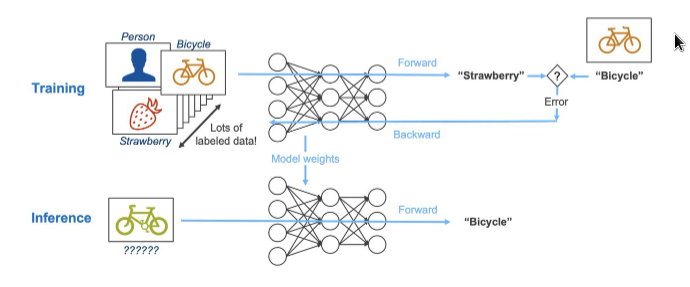 Person
Bicycle
Training
Strawberry
Lots of
labeled data!
Forward
"Strawberry"
?
"Bicycle"
Error
Backward
Model weights
Inference
??????
Forward
"Bicycle"